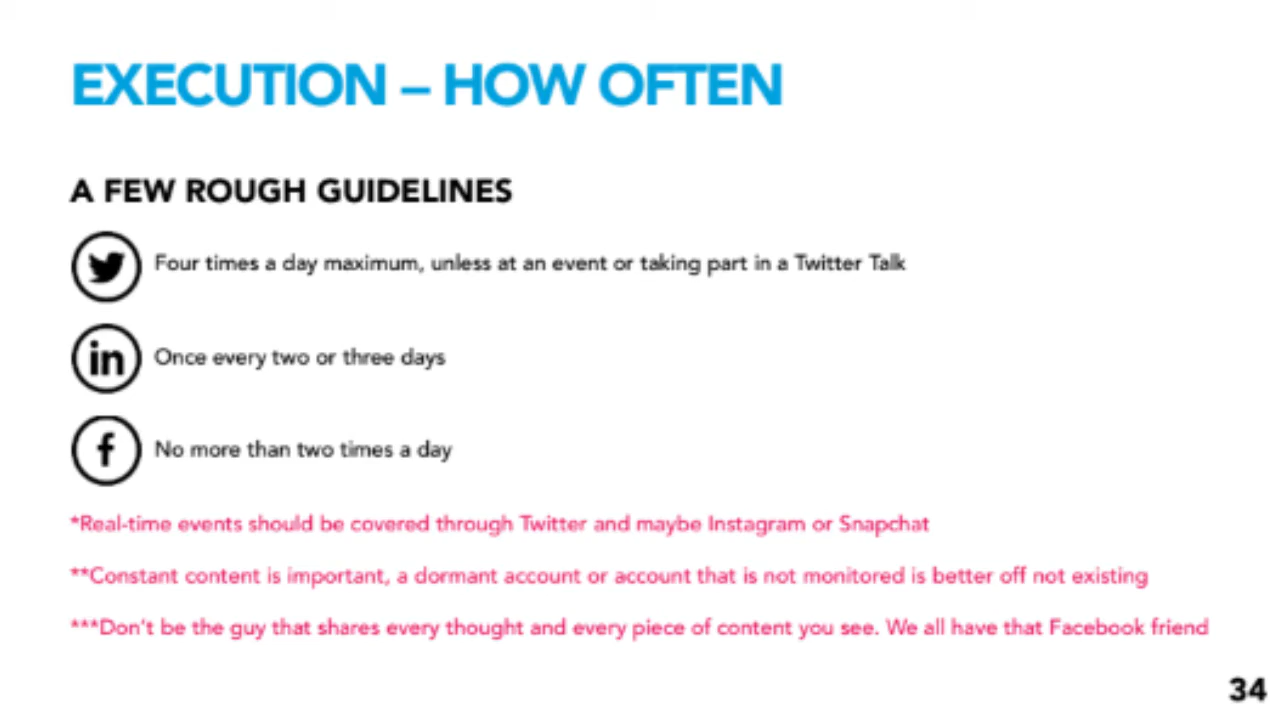 EXECUTION – HOW OFTEN
A FEW ROUGH GUIDELINES
Four times a day maximum, unless at an event or taking part in a Twitter Talk
in Once every two or three days
f No more than two times a day
*Real-time events should be covered through Twitter and maybe Instagram or Snapchat
**Constant content is important, a dormant account or account that is not monitored is better off not existing
***Don't be the guy that shares every thought and every piece of content you see. We all have that Facebook friend
34